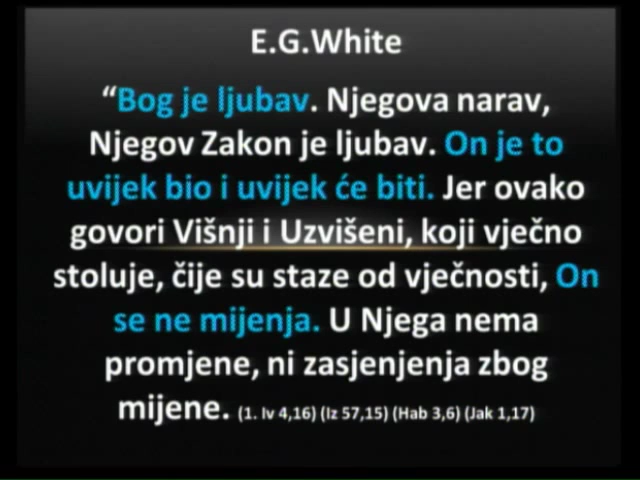 E.G.White
“Bog je ljubav. Njegova narav,
Njegov Zakon je ljubav. On je to
uvijek bio i uvijek će biti. Jer ovako
govori Višnji i Uzvišeni, koji vječno
stoluje, čije su staze od vječnosti, On
se ne mijenja. U Njega nema
promjene, ni zasjenjenja zbog
mijene. (1. Iv 4,16) (Iz 57,15) (Hab 3,6) (Jak 1,17)